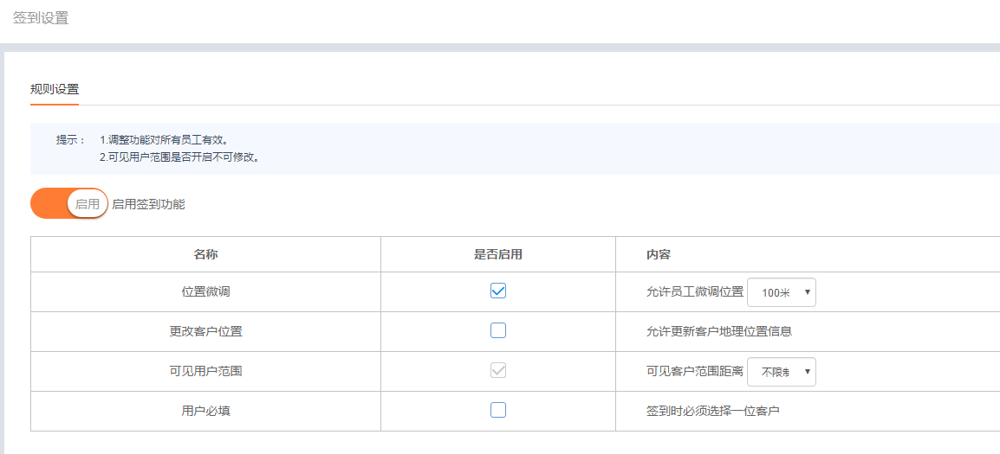 签到设置
规则设置
提示： 1.调整功能对所有员工有效。
2.可见用户范围是否开启不可修改。
启用 启用签到功能
名称 是否启用 内容
位置微调 允许员工微调位置 100米
更改客户位置 允许更新客户地理位置信息
可见用户范围 可见客户范围距离 不限制
用户必填 签到时必须选择一位客户